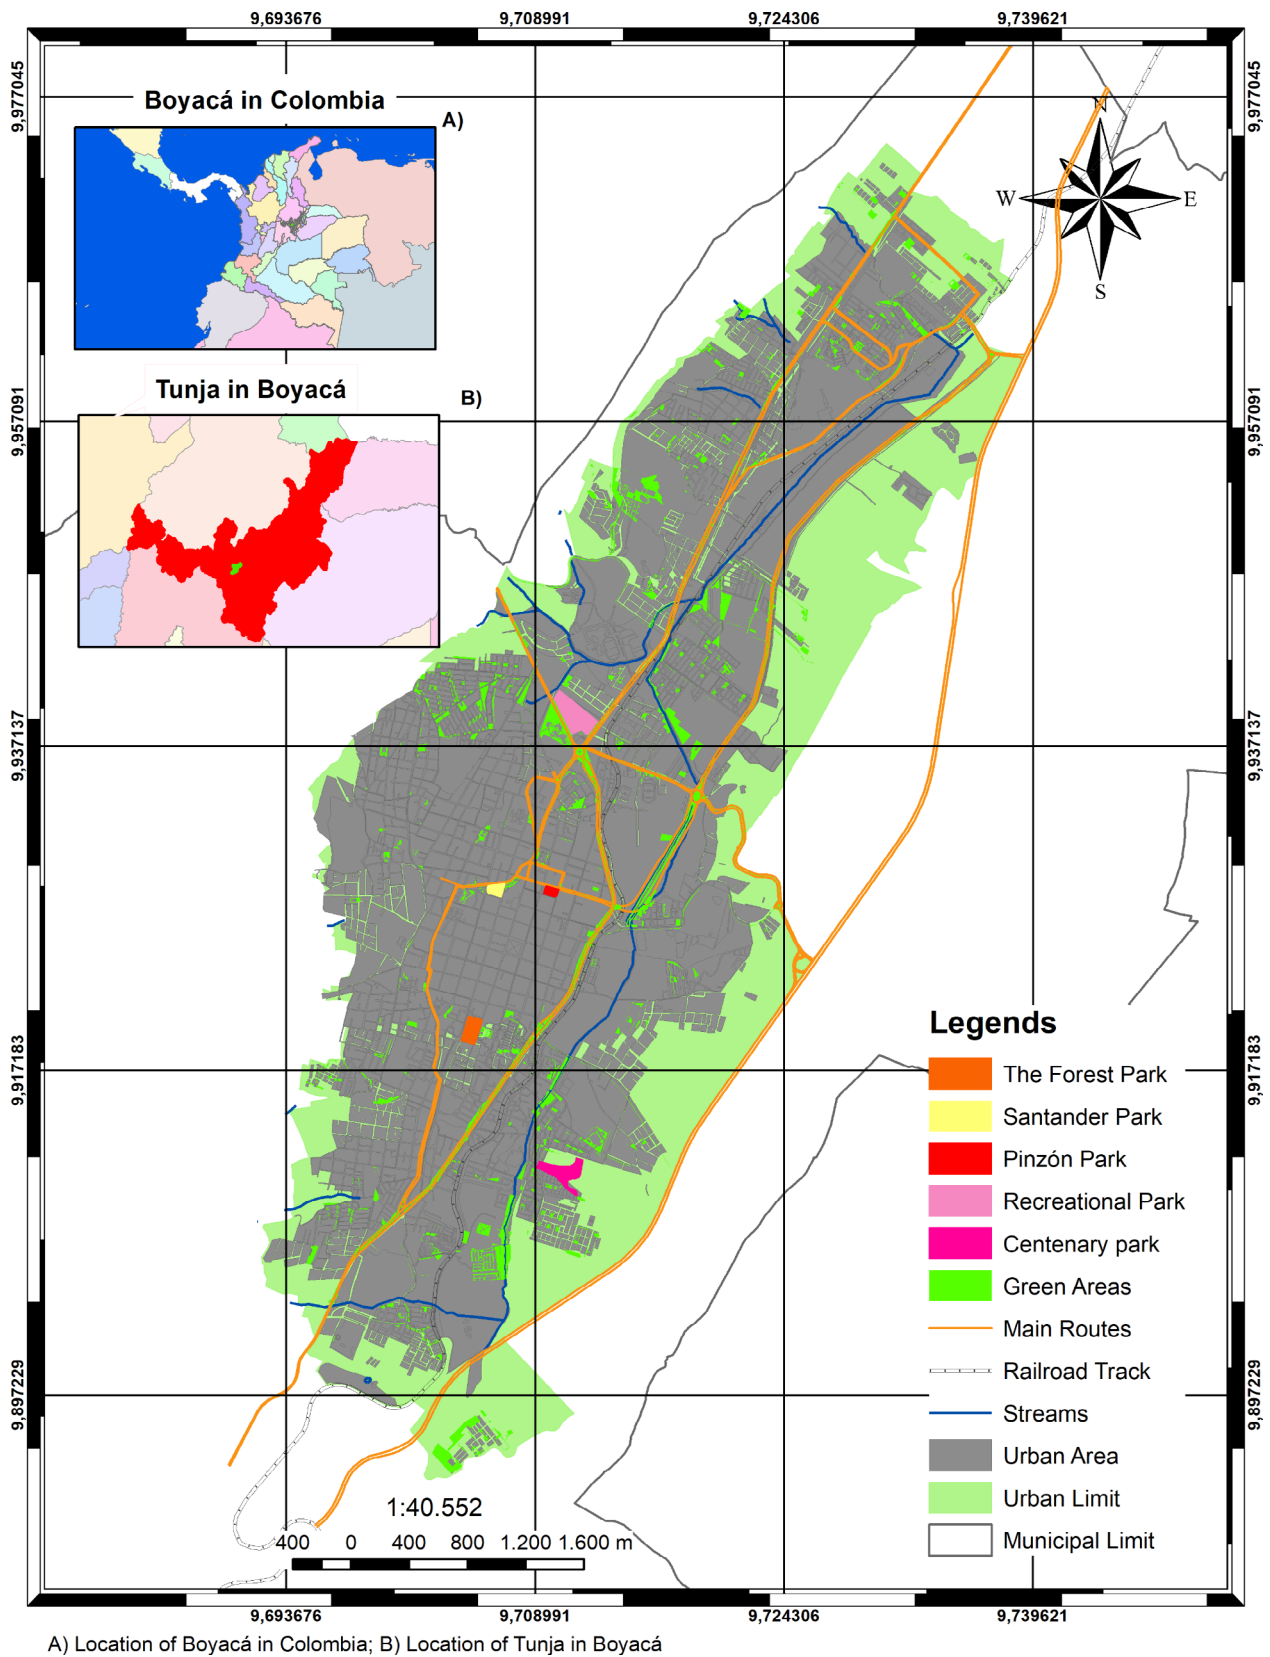 9,693676 9,708991 9,724306 9,739621
9,977045
9,977045
Boyacá in Colombia
A)
N
W
E
S
Tunja in Boyacá
B)
9,957091
9,957091
9,937137
9,937137
9,917183
9,917183
9,897229
9,897229
Legends
The Forest Park
Santander Park
Pinzón Park
Recreational Park
Centenary park
Green Areas
Main Routes
Railroad Track
Streams
Urban Area
Urban Limit
Municipal Limit
1:40.552
400 0 400 800 1.200 1.600 m
9,693676 9,708991 9,724306 9,739621
A) Location of Boyacá in Colombia; B) Location of Tunja in Boyacá